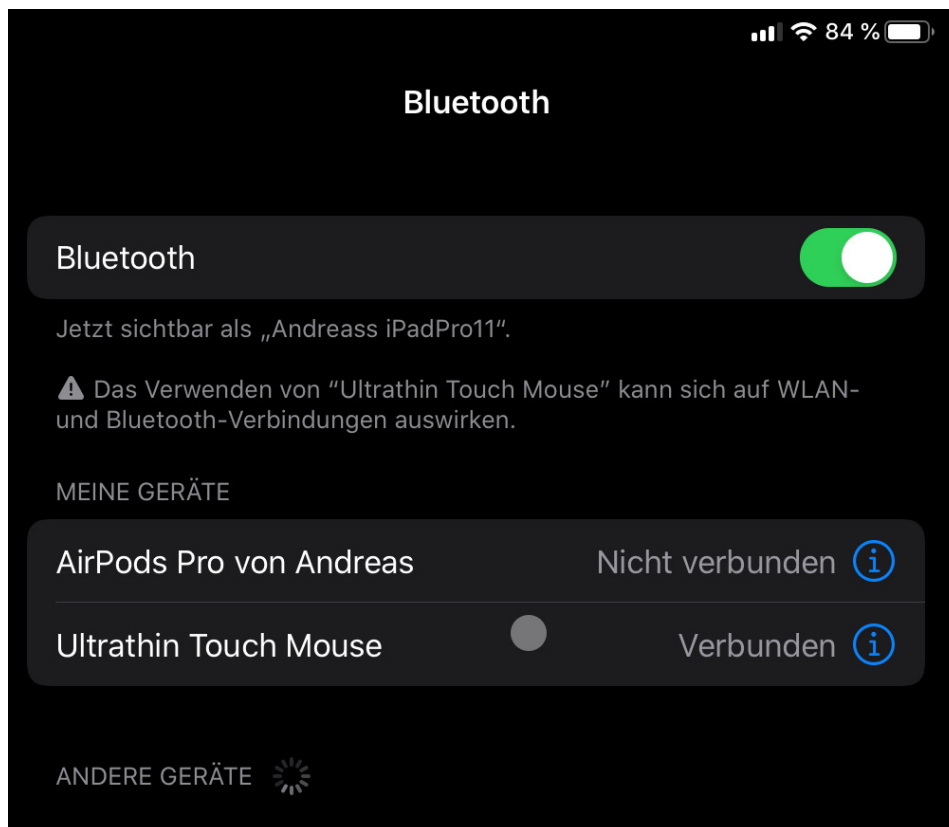 84 %
Bluetooth
Bluetooth
Jetzt sichtbar als „Andreass iPadPro11“.
Das Verwenden von “Ultrathin Touch Mouse” kann sich auf WLAN-
und Bluetooth-Verbindungen auswirken.
MEINE GERÄTE
AirPods Pro von Andreas Nicht verbunden
Ultrathin Touch Mouse Verbunden
ANDERE GERÄTE